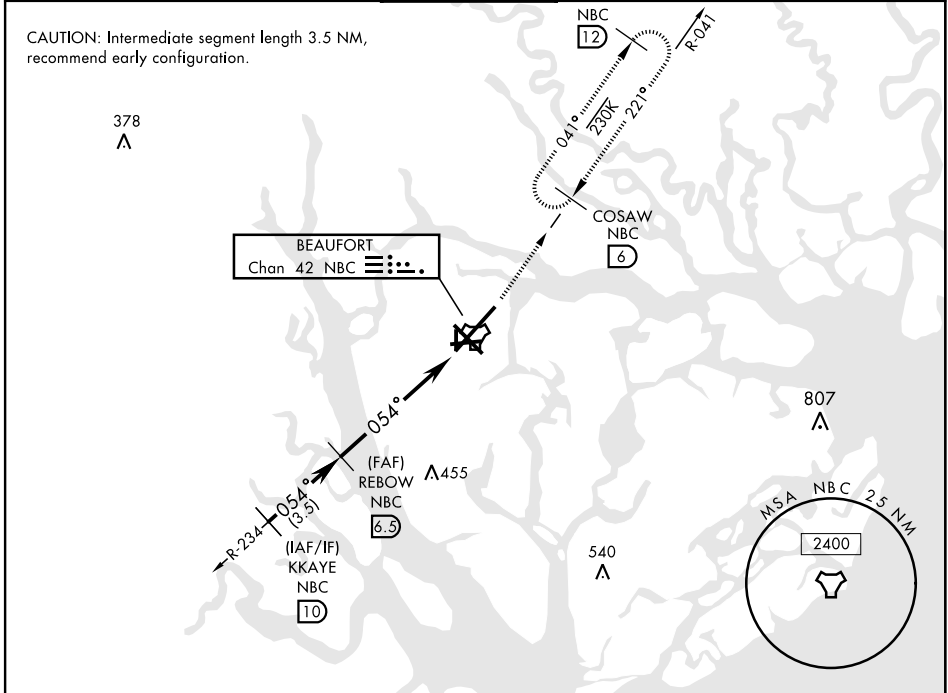 CAUTION: Intermediate segment length 3.5 NM,
recommend early configuration.
NBC
12
R-041
041°
230K
221°
378
COSAW
NBC
6
BEAUFORT
Chan 42 NBC
054°
807
(FAF)
REBOW
NBC
6.5
455
054°
(3.5)
R-234
(IAF/IF)
KKAYE
NBC
10
540
MSA NBC 25 NM
2400